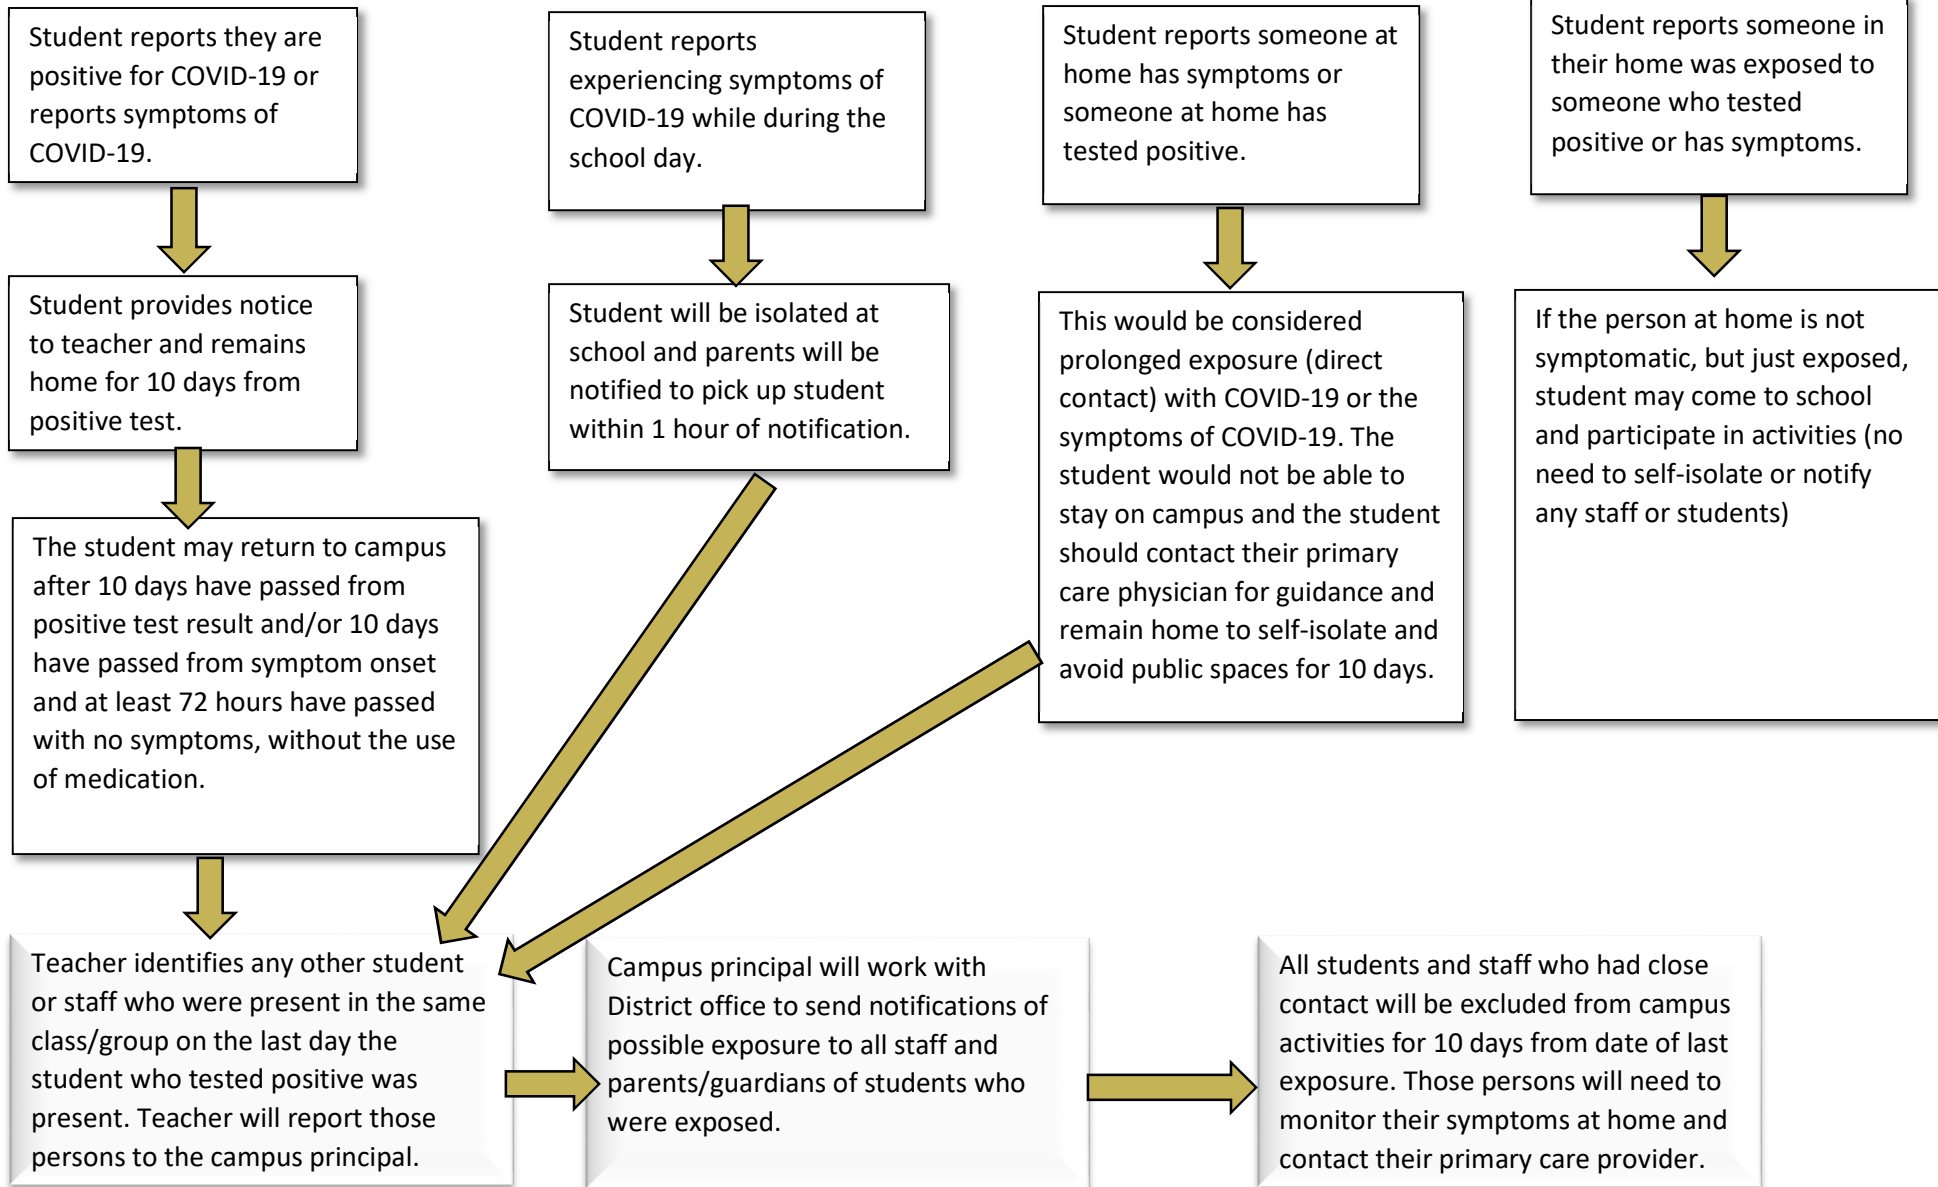 Student reports they are
positive for COVID-19 or
reports symptoms of
COVID-19.
Student reports
experiencing symptoms of
COVID-19 while during the
school day.
Student reports someone at
home has symptoms or
someone at home has
tested positive.
Student reports someone in
their home was exposed to
someone who tested
positive or has symptoms.
Student provides notice
to teacher and remains
home for 10 days from
positive test.
Student will be isolated at
school and parents will be
notified to pick up student
within 1 hour of notification.
This would be considered
prolonged exposure (direct
contact) with COVID-19 or the
symptoms of COVID-19. The
student would not be able to
stay on campus and the student
should contact their primary
care physician for guidance and
remain home to self-isolate and
avoid public spaces for 10 days.
If the person at home is not
symptomatic, but just exposed,
student may come to school
and participate in activities (no
need to self-isolate or notify
any staff or students)
The student may return to campus
after 10 days have passed from
positive test result and/or 10 days
have passed from symptom onset
and at least 72 hours have passed
with no symptoms, without the use
of medication.
Teacher identifies any other student
or staff who were present in the same
class/group on the last day the
student who tested positive was
present. Teacher will report those
persons to the campus principal.
Campus principal will work with
District office to send notifications of
possible exposure to all staff and
parents/guardians of students who
were exposed.
All students and staff who had close
contact will be excluded from campus
activities for 10 days from date of last
exposure. Those persons will need to
monitor their symptoms at home and
contact their primary care provider.